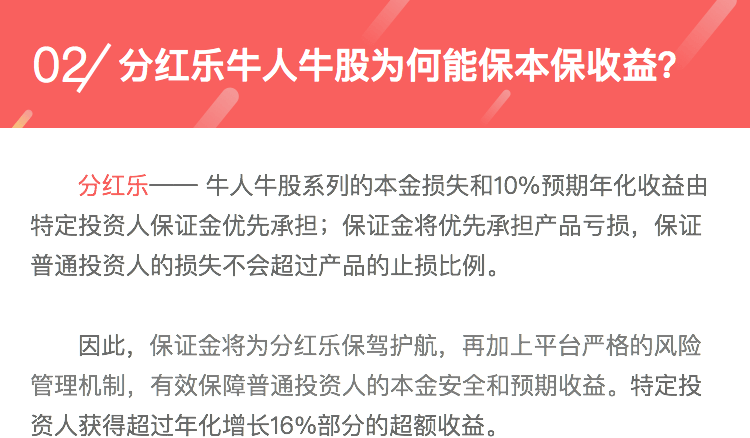 02/ 分红乐牛人牛股为何能保本保收益？
分红乐—— 牛人牛股系列的本金损失和10%预期年化收益由
特定投资人保证金优先承担；保证金将优先承担产品亏损，保证
普通投资人的损失不会超过产品的止损比例。
因此，保证金将为分红乐保驾护航，再加上平台严格的风险
管理机制，有效保障普通投资人的本金安全和预期收益。特定投
资人获得超过年化增长16%部分的超额收益。